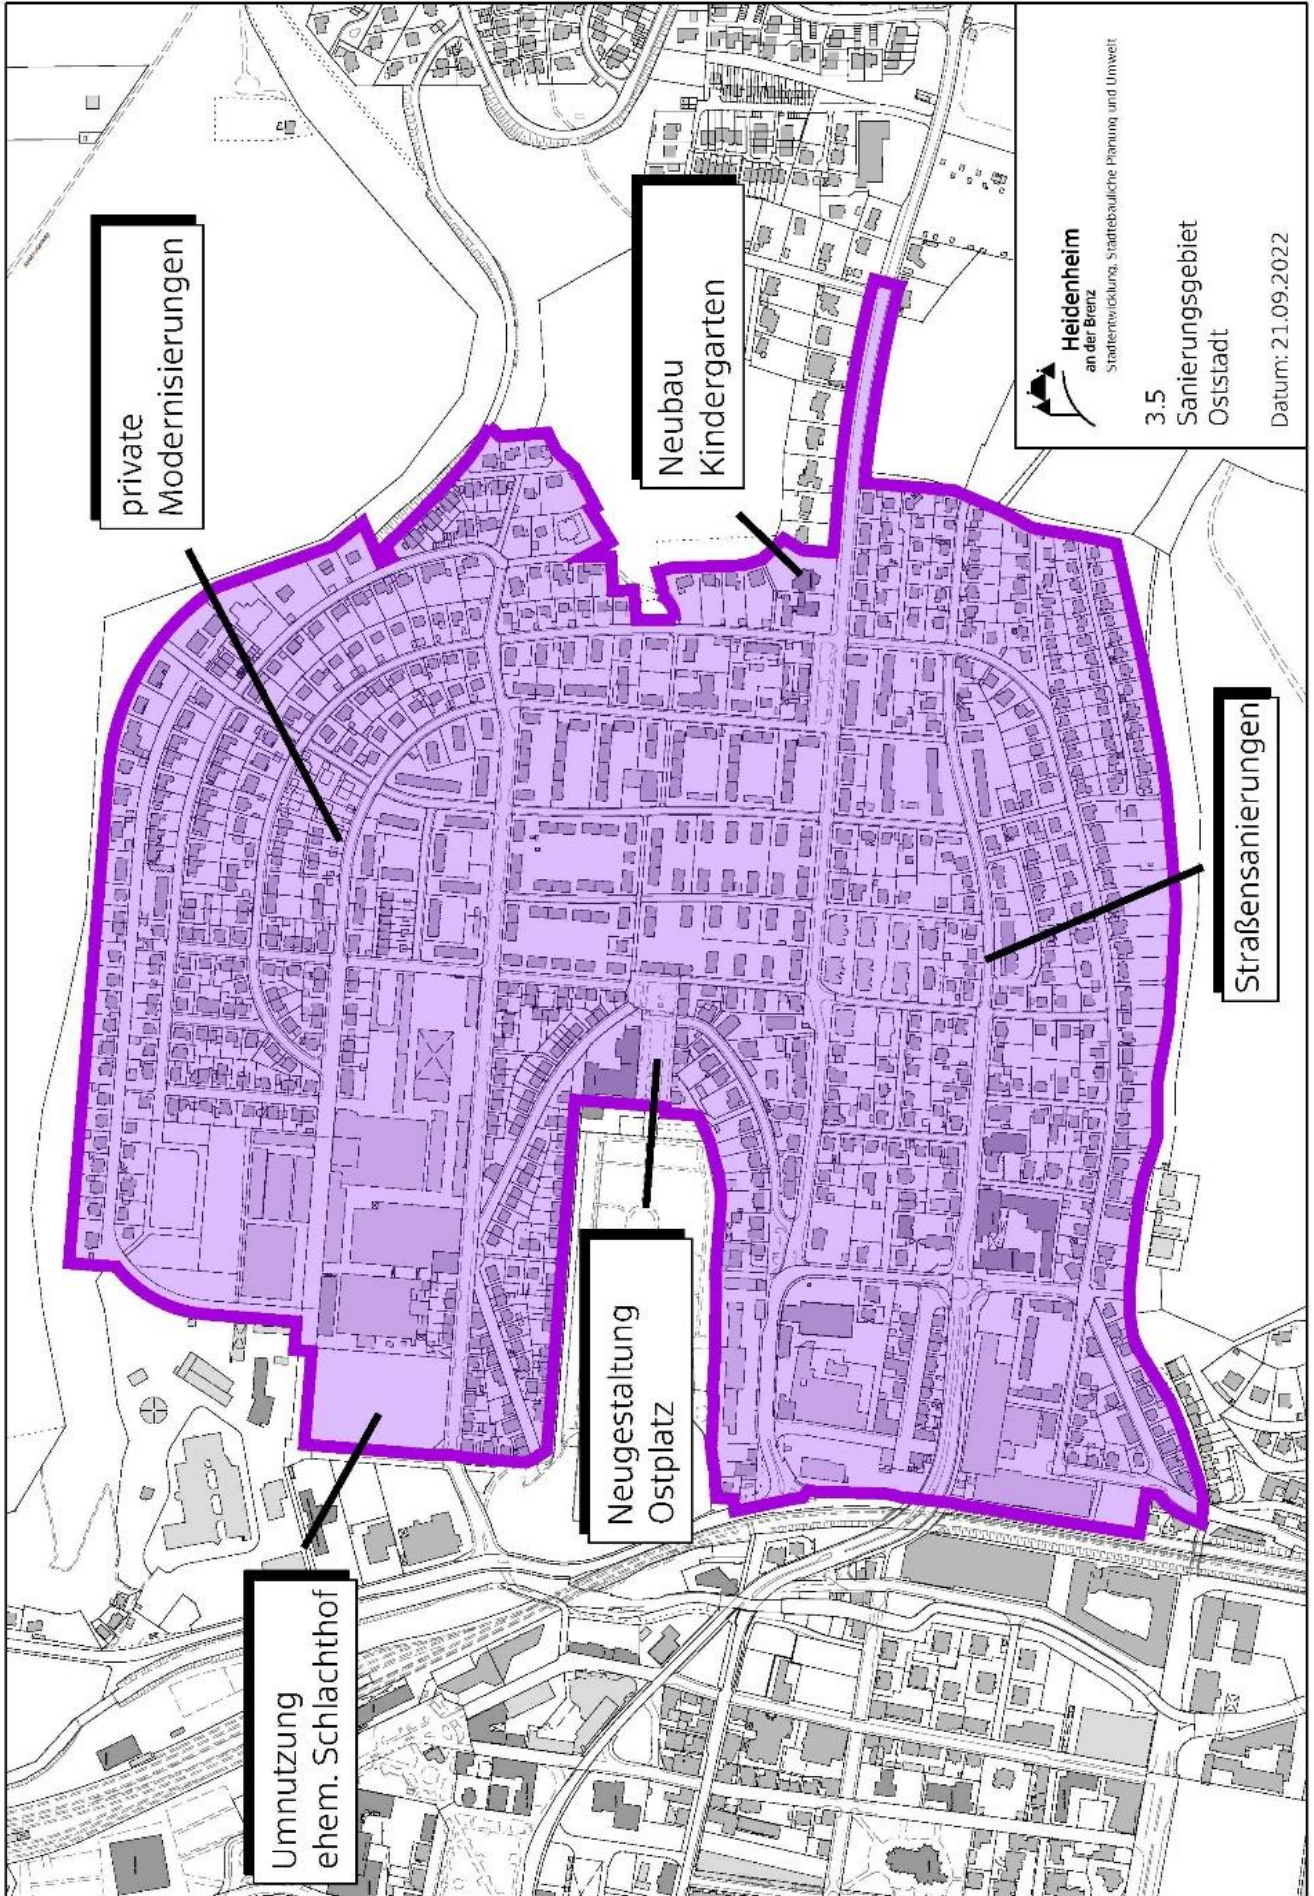 private
Modernisierungen
Neubau
Kindergarten
Umnutzung
ehem. Schlachthof
Neugestaltung
Ostplatz
Straßensanierungen
Heidenheim
an der Brenz
Stadtentwicklung, Städtebauliche Planung und Umwelt
3.5
Sanierungsgebiet
Oststadt
Datum: 21.09.2022